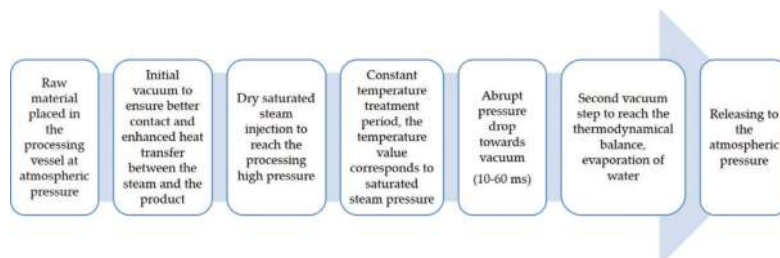 Raw
material
placed in
the
processing
vessel at
atmospheric
pressure
Initial
vacuum to
ensure better
contact and
enhanced heat
transfer
between the
steam and the
product
Dry saturated
steam
injection to
reach the
processing
high pressure
Constant
temperature
treatment
period, the
temperature
value
corresponds to
saturated
steam pressure
Abrupt
pressure
drop
towards
vacuum
(10-60 ms)
Second vacuum
step to reach the
thermodynamical
balance,
evaporation of
water
Releasing to
the
atmospheric
pressure